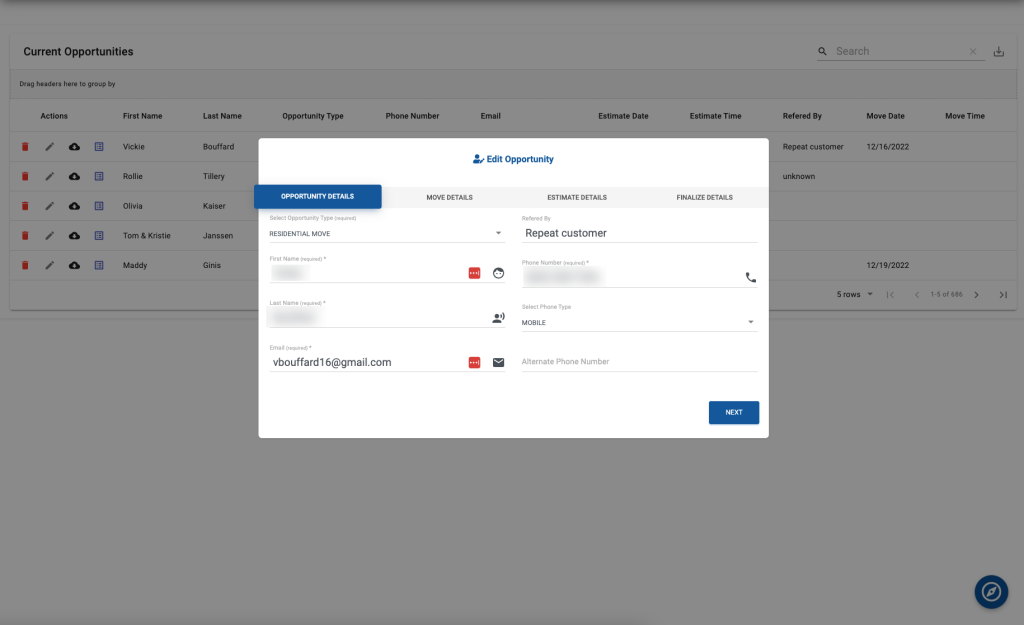 Current Opportunities
Search
Drag headers here to group by
Actions First Name Last Name Opportunity Type Phone Number Email Estimate Date Estimate Time Refered By Move Date Move Time
Vickie Bouffard Repeat customer 12/16/2022
Rollie Tillery unknown
Olivia Kaiser
Tom & Kristie Janssen
Maddy Ginis 12/19/2022
5 rows 1-5 of 686
Edit Opportunity
OPPORTUNITY DETAILS MOVE DETAILS ESTIMATE DETAILS FINALIZE DETAILS
Select Opportunity Type (required)
RESIDENTIAL MOVE
Refered By
Repeat customer
First Name (required) *
Phone Number (required) *
Last Name (required) *
Select Phone Type
MOBILE
Email (required) *
vbouffard16@gmail.com
Alternate Phone Number
NEXT